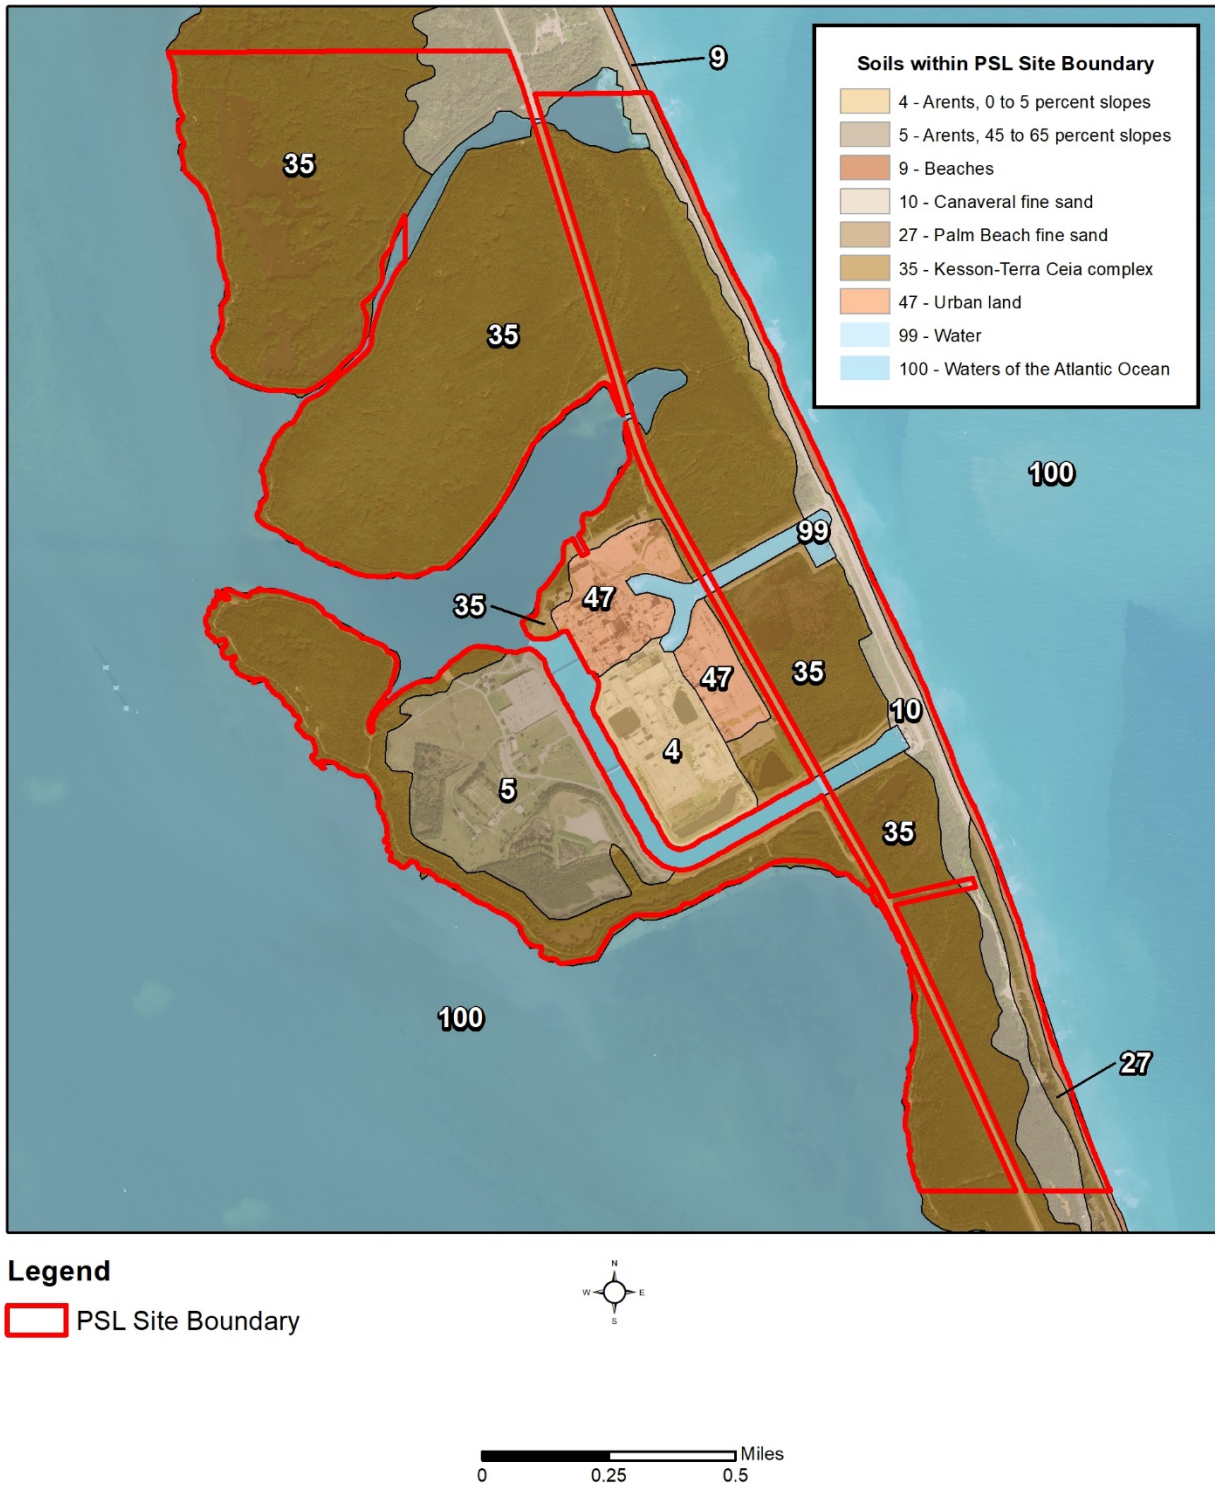 Soils within PSL Site Boundary
4 - Arents, 0 to 5 percent slopes
5 - Arents, 45 to 65 percent slopes
9 - Beaches
10 - Canaveral fine sand
27 - Palm Beach fine sand
35 - Kesson-Terra Ceia complex
47 - Urban land
99 - Water
100 - Waters of the Atlantic Ocean
9
35
35
100
99
35
47
35
47
10
4
5
35
100
27
Legend
PSL Site Boundary
N
W E
S
Miles
0 0.25 0.5